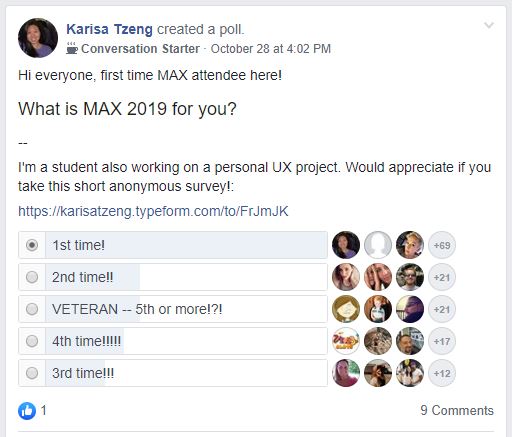 Karisa Tzeng created a poll.
Conversation Starter · October 28 at 4:02 PM
Hi everyone, first time MAX attendee here!
What is MAX 2019 for you?
--
I'm a student also working on a personal UX project. Would appreciate if you
take this short anonymous survey!:
https://karisatzeng.typeform.com/to/FrJmJK
1st time! +69
2nd time!! +21
VETERAN -- 5th or more!?! +21
4th time!!!!! +17
3rd time!!! +12
1 9 Comments